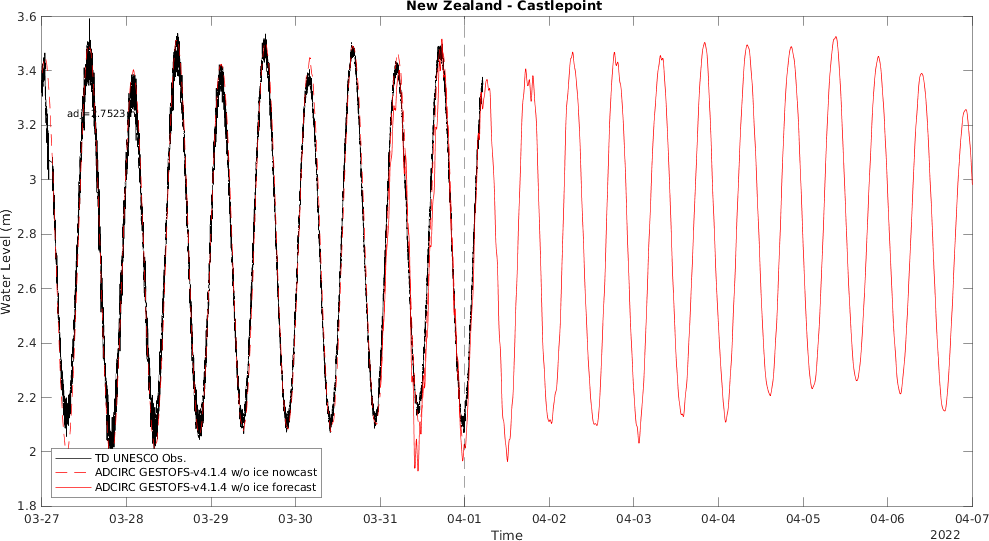 New Zealand - Castlepoint
3.6
3.4
3.2
3
2.8
2.6
2.4
2.2
2
1.8
Water Level (m)
adj=2.7523
TD UNESCO Obs.
ADCIRC GESTOFS-v4.1.4 w/o ice nowcast
ADCIRC GESTOFS-v4.1.4 w/o ice forecast
03-27 03-28 03-29 03-30 03-31 04-01 04-02 04-03 04-04 04-05 04-06 04-07
Time
2022